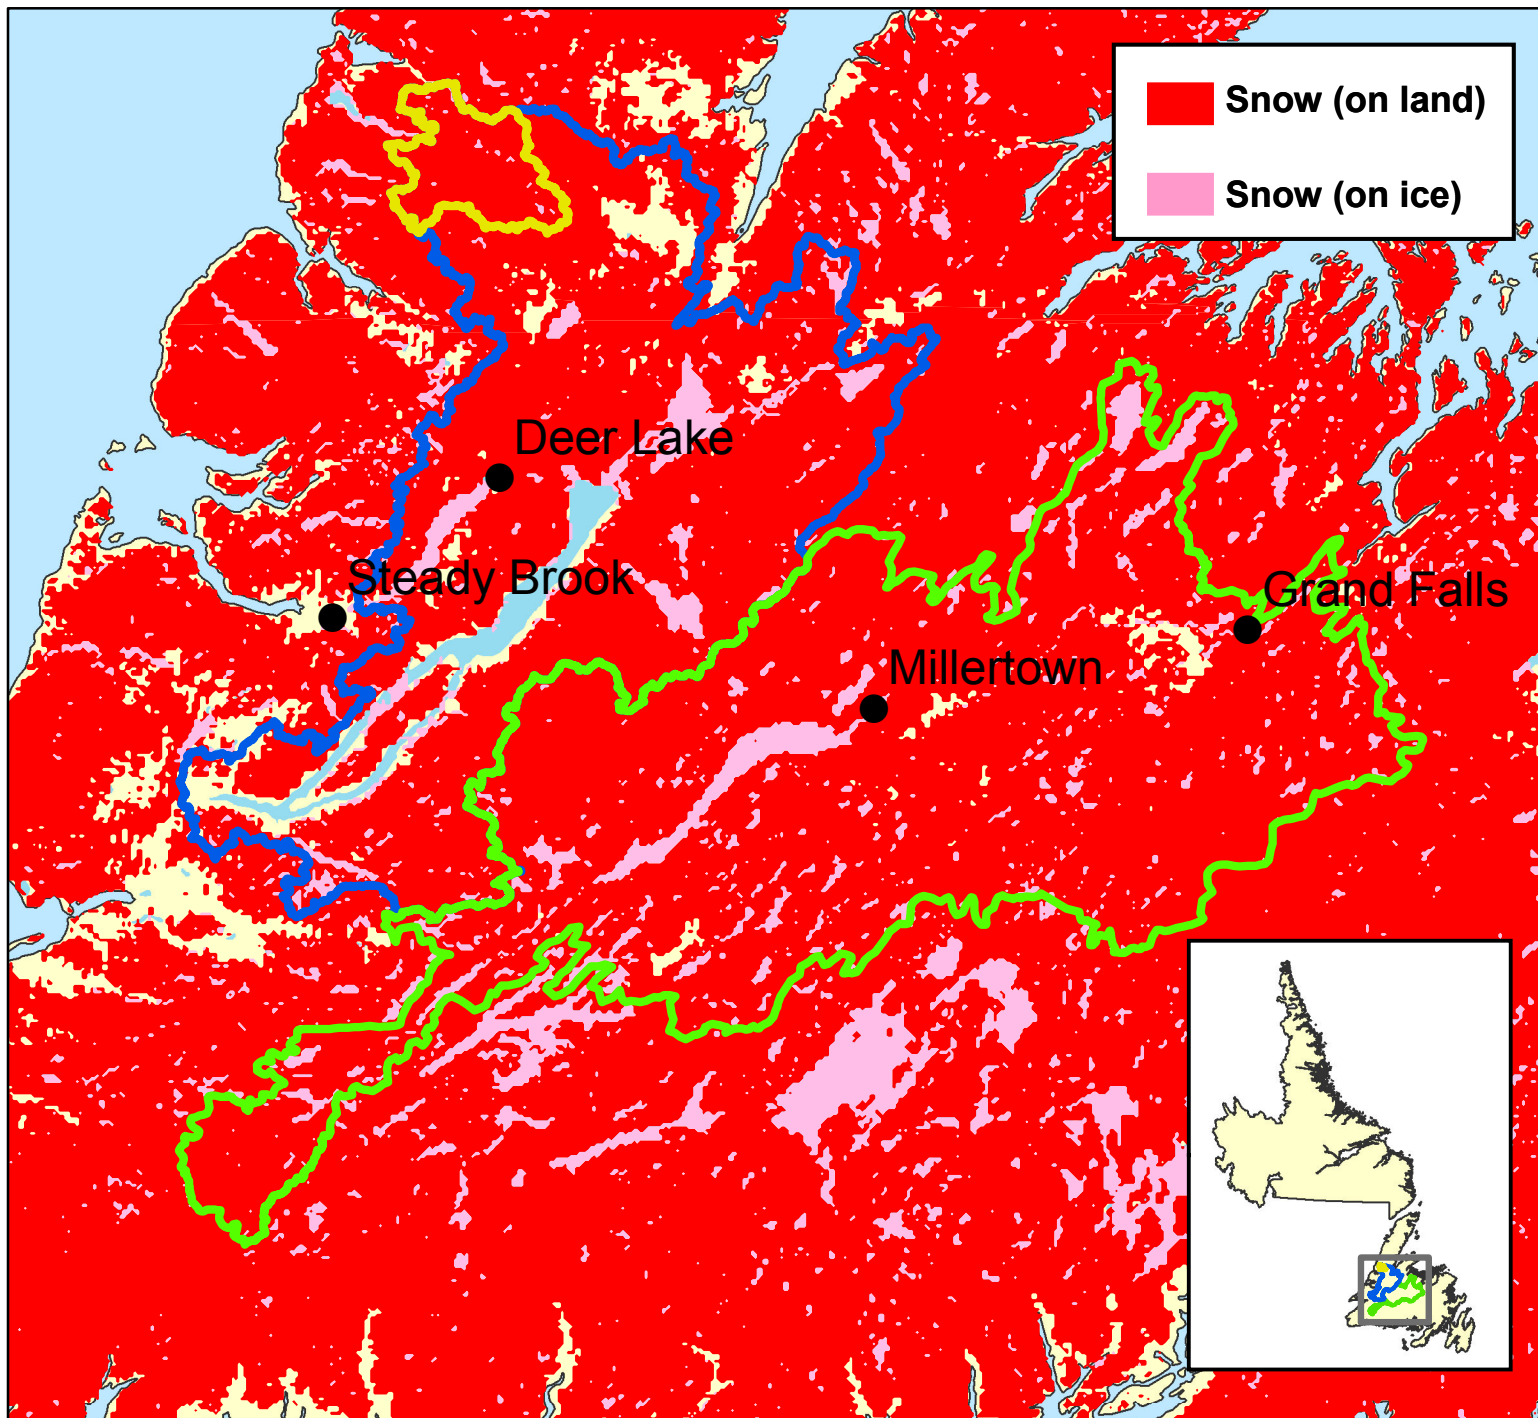 Snow (on land)
Snow (on ice)
Deer Lake
Steady Brook
Grand Falls
Millertown